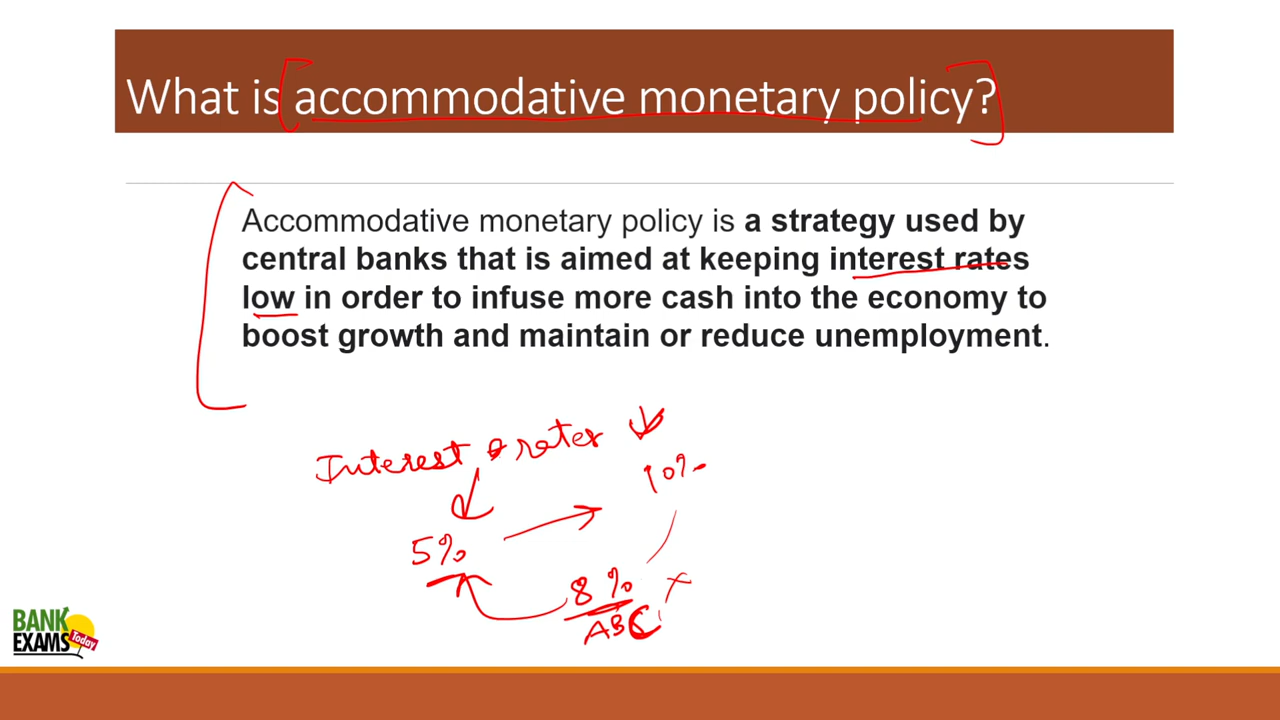 What is accommodative monetary policy?
Accommodative monetary policy is a strategy used by
central banks that is aimed at keeping interest rates
low in order to infuse more cash into the economy to
boost growth and maintain or reduce unemployment.
Interest rates
10%
5%
8%
ABC
BANK
EXAMS Today